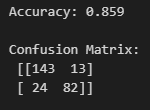 Accuracy: 0.859
Confusion Matrix:
[[143 13]
[ 24 82]]